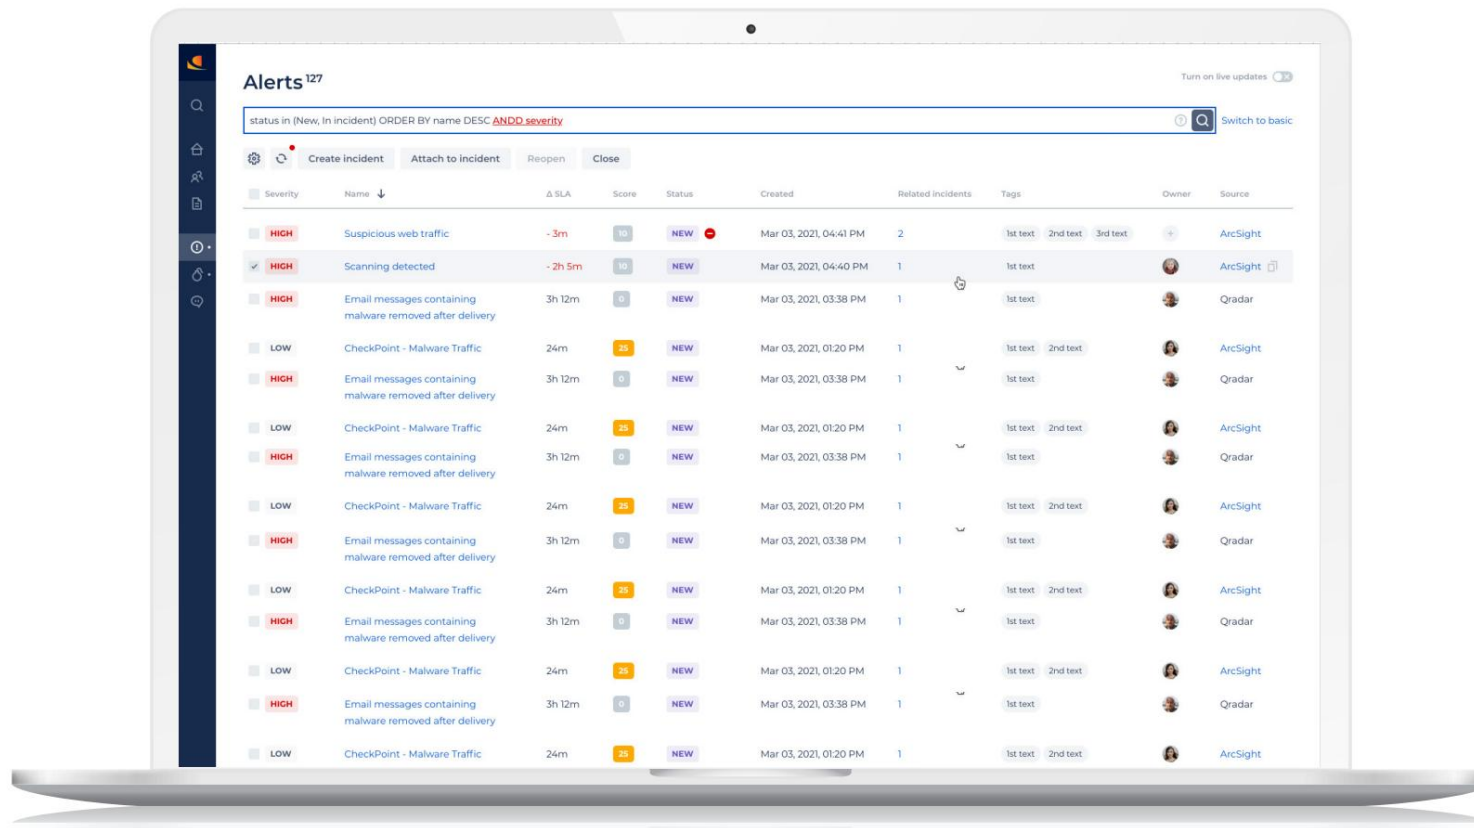 Alerts 127
Turn on live updates
status in (New, In incident) ORDER BY name DESC ANDD severity
Switch to basic
Create incident Attach to incident Reopen Close
Severity Name Δ SLA Score Status Created Related incidents Tags Owner Source
HIGH Suspicious web traffic - 3m 10 NEW Mar 03, 2021, 04:41 PM 2 1st text 2nd text 3rd text + ArcSight
HIGH Scanning detected - 2h 5m 10 NEW Mar 03, 2021, 04:40 PM 1 1st text ArcSight
HIGH Email messages containing 3h 12m 0 NEW Mar 03, 2021, 03:38 PM 1 1st text Qradar
malware removed after delivery
LOW CheckPoint - Malware Traffic 24m 25 NEW Mar 03, 2021, 01:20 PM 1 1st text 2nd text ArcSight
HIGH Email messages containing 3h 12m 0 NEW Mar 03, 2021, 03:38 PM 1 1st text Qradar
malware removed after delivery
LOW CheckPoint - Malware Traffic 24m 25 NEW Mar 03, 2021, 01:20 PM 1 1st text 2nd text ArcSight
HIGH Email messages containing 3h 12m 0 NEW Mar 03, 2021, 03:38 PM 1 1st text Qradar
malware removed after delivery
LOW CheckPoint - Malware Traffic 24m 25 NEW Mar 03, 2021, 01:20 PM 1 1st text 2nd text ArcSight
HIGH Email messages containing 3h 12m 0 NEW Mar 03, 2021, 03:38 PM 1 1st text Qradar
malware removed after delivery
LOW CheckPoint - Malware Traffic 24m 25 NEW Mar 03, 2021, 01:20 PM 1 1st text 2nd text ArcSight
HIGH Email messages containing 3h 12m 0 NEW Mar 03, 2021, 03:38 PM 1 1st text Qradar
malware removed after delivery
LOW CheckPoint - Malware Traffic 24m 25 NEW Mar 03, 2021, 01:20 PM 1 1st text 2nd text ArcSight
HIGH Email messages containing 3h 12m 0 NEW Mar 03, 2021, 03:38 PM 1 1st text Qradar
malware removed after delivery
LOW CheckPoint - Malware Traffic 24m 25 NEW Mar 03, 2021, 01:20 PM 1 1st text 2nd text ArcSight